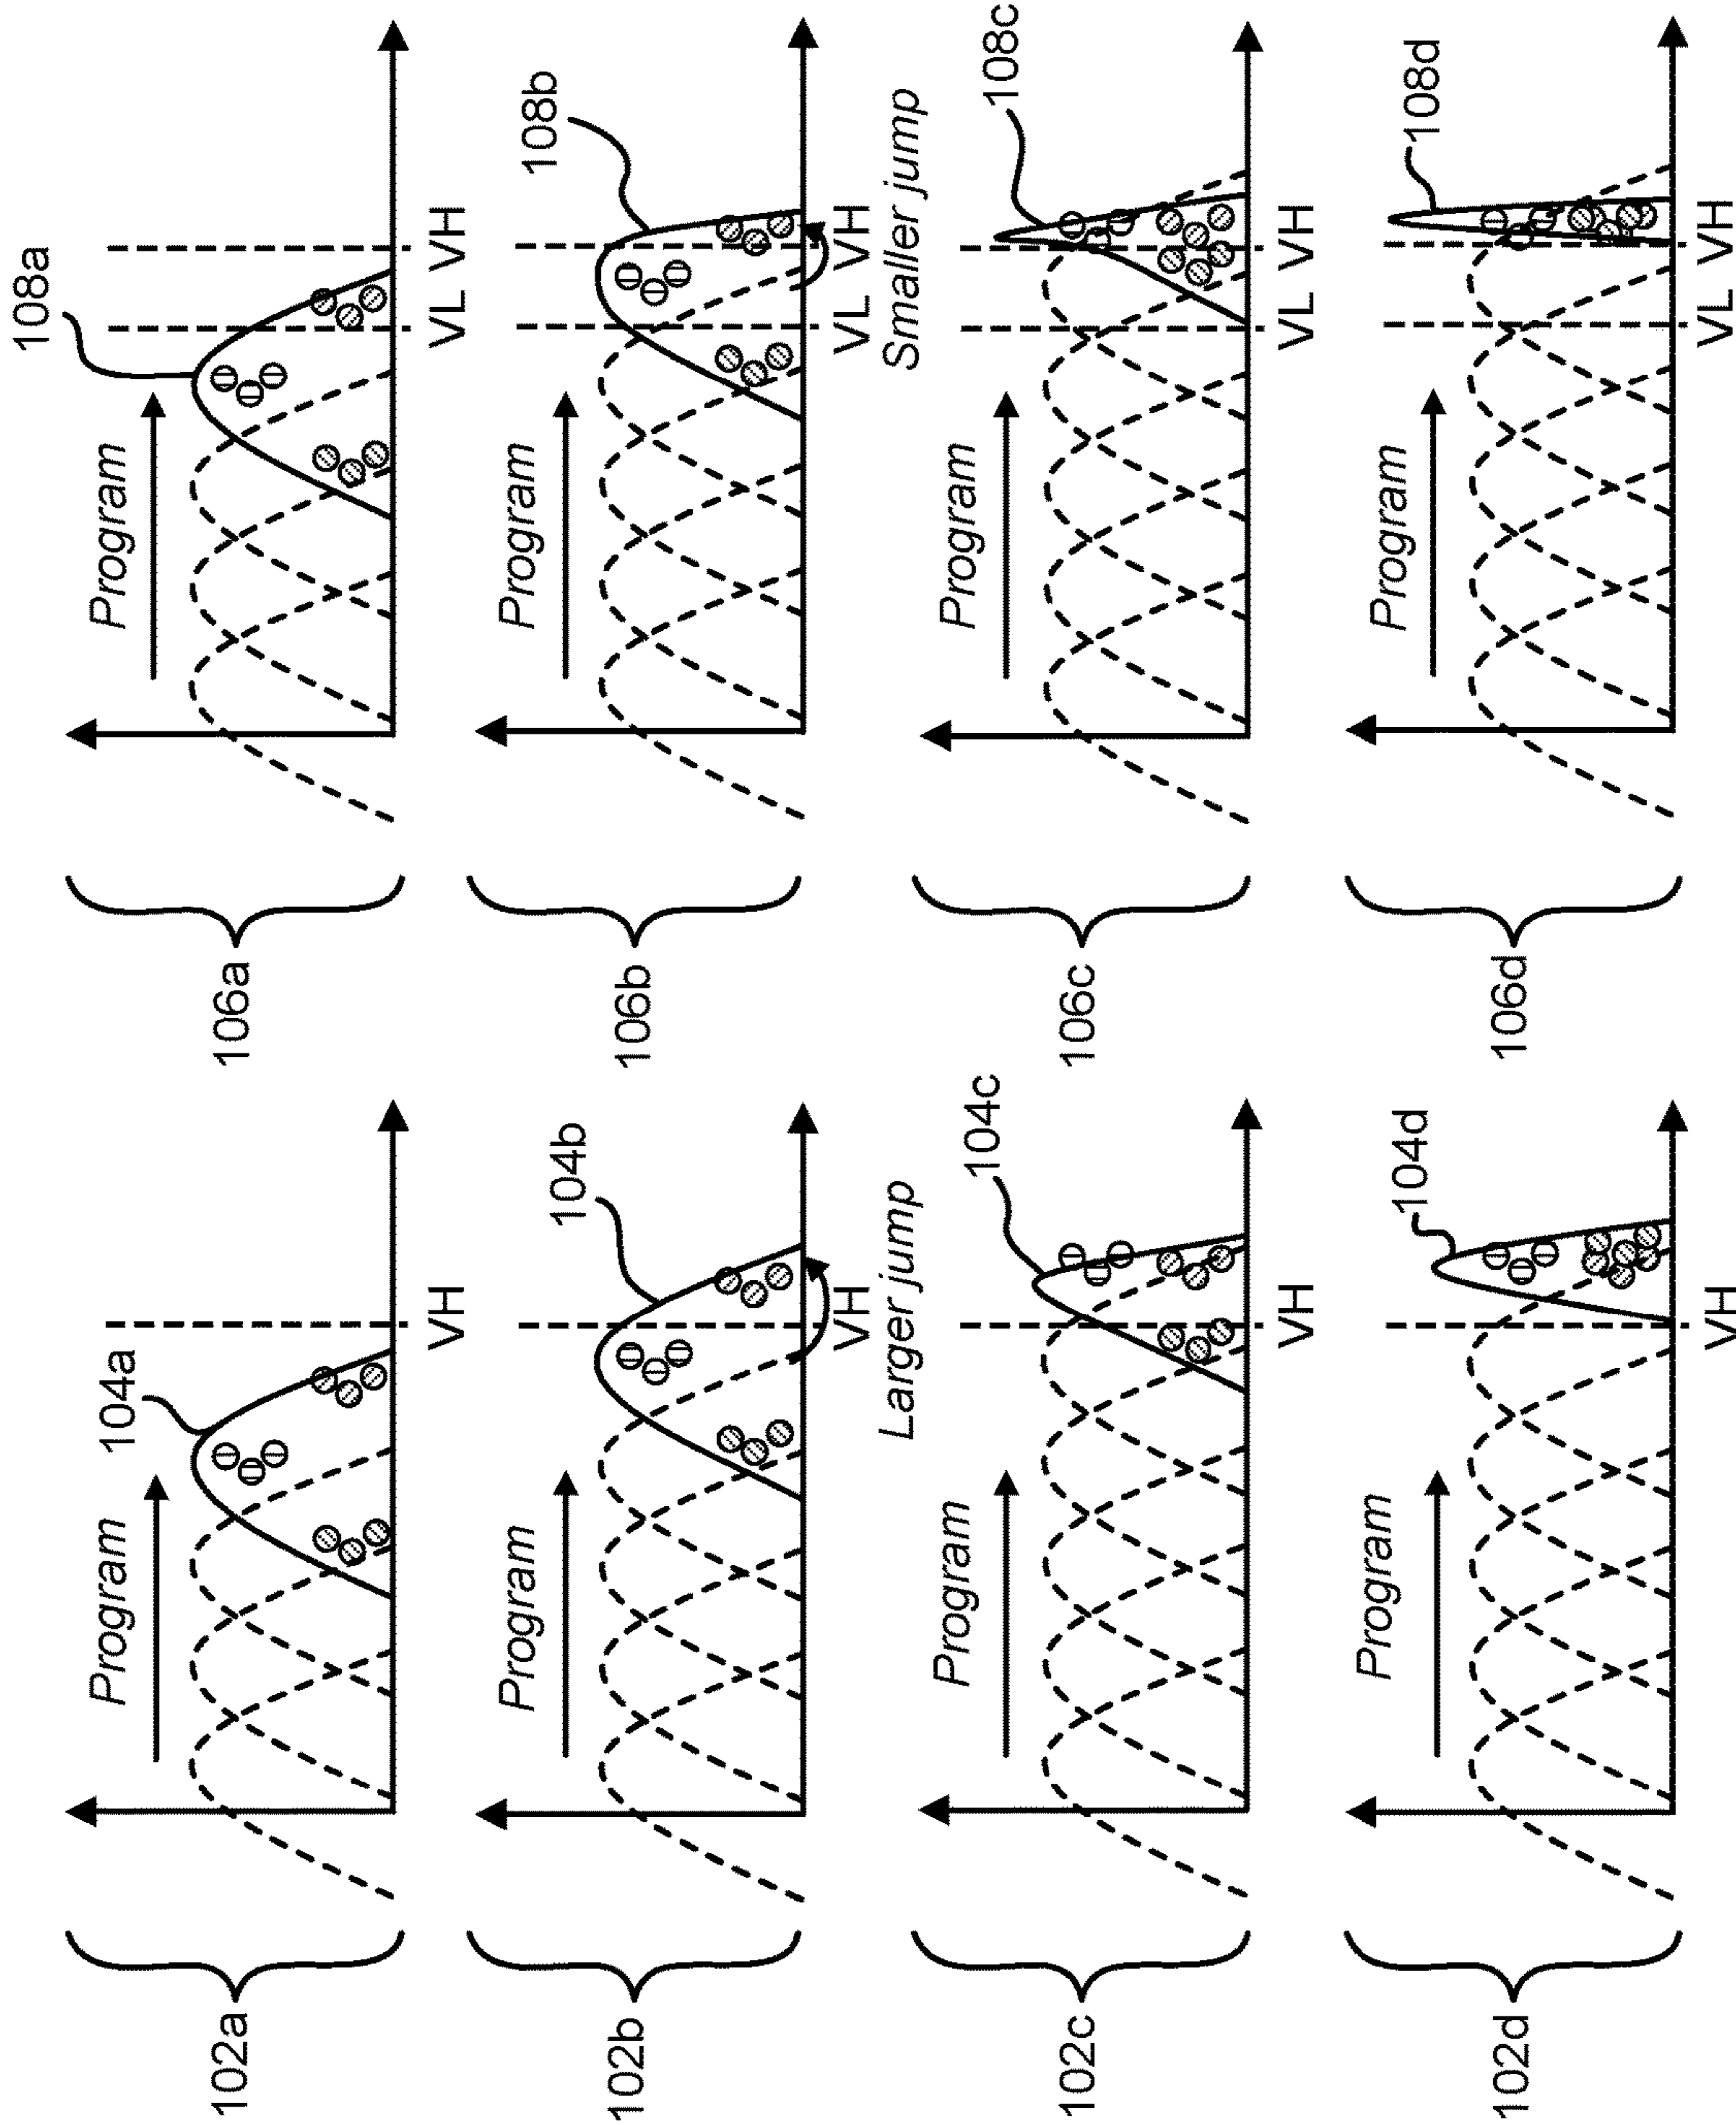 102a
104a
Program
VH
102b
104b
Program
VH
Larger jump
102c
104c
Program
VH
102d
104d
Program
VH
106a
108a
Program
VL VH
106b
108b
Program
VL VH
Smaller jump
106c
108c
Program
VL VH
106d
108d
Program
VL VH